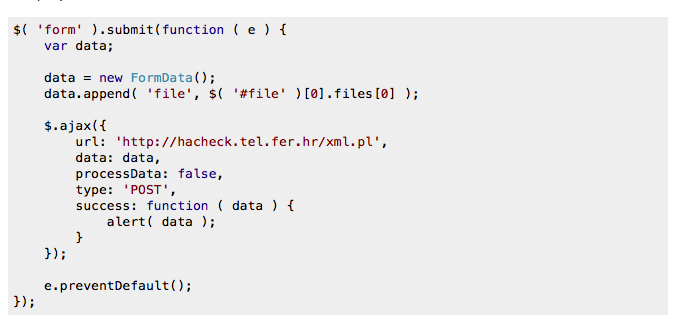 $( 'form' ).submit(function ( e ) {
    var data;

    data = new FormData();
    data.append( 'file', $( '#file' )[0].files[0] );

    $.ajax({
        url: 'http://hacheck.tel.fer.hr/xml.pl',
        data: data,
        processData: false,
        type: 'POST',
        success: function ( data ) {
            alert( data );
        }
    });

    e.preventDefault();
});